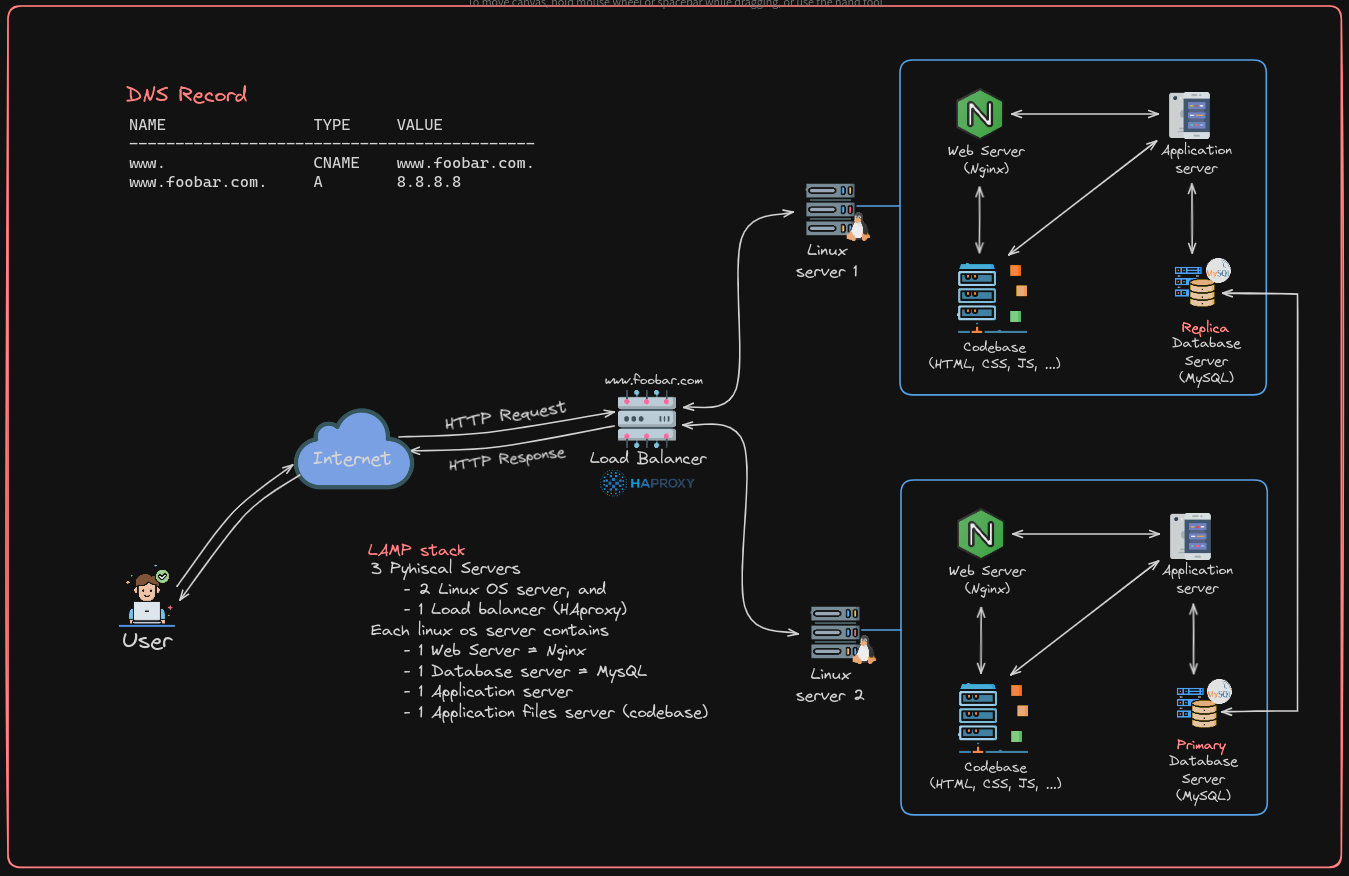 To move canvas, hold mouse wheel or spacebar while dragging, or use the hand tool
DNS Record
NAME TYPE VALUE
--------------------------------------------
www. CNAME www.foobar.com.
www.foobar.com. A 8.8.8.8
Web Server
(Nginx)
Application
server
Linux
server 1
Codebase
(HTML, CSS, JS, ...)
MySQL
Replica
Database
Server
(MySQL)
www.foobar.com
HTTP Request
HTTP Response
Internet
Load Balancer
HAPROXY
User
LAMP stack
3 Pyhiscal Servers
- 2 Linux OS server, and
- 1 Load balancer (HAproxy)
Each linux os server contains
- 1 Web Server = Nginx
- 1 Database server = MysQL
- 1 Application server
- 1 Application files server (codebase)
Web Server
(Nginx)
Application
server
Linux
server 2
Codebase
(HTML, CSS, JS, ...)
MySQL
Primary
Database
Server
(MySQL)